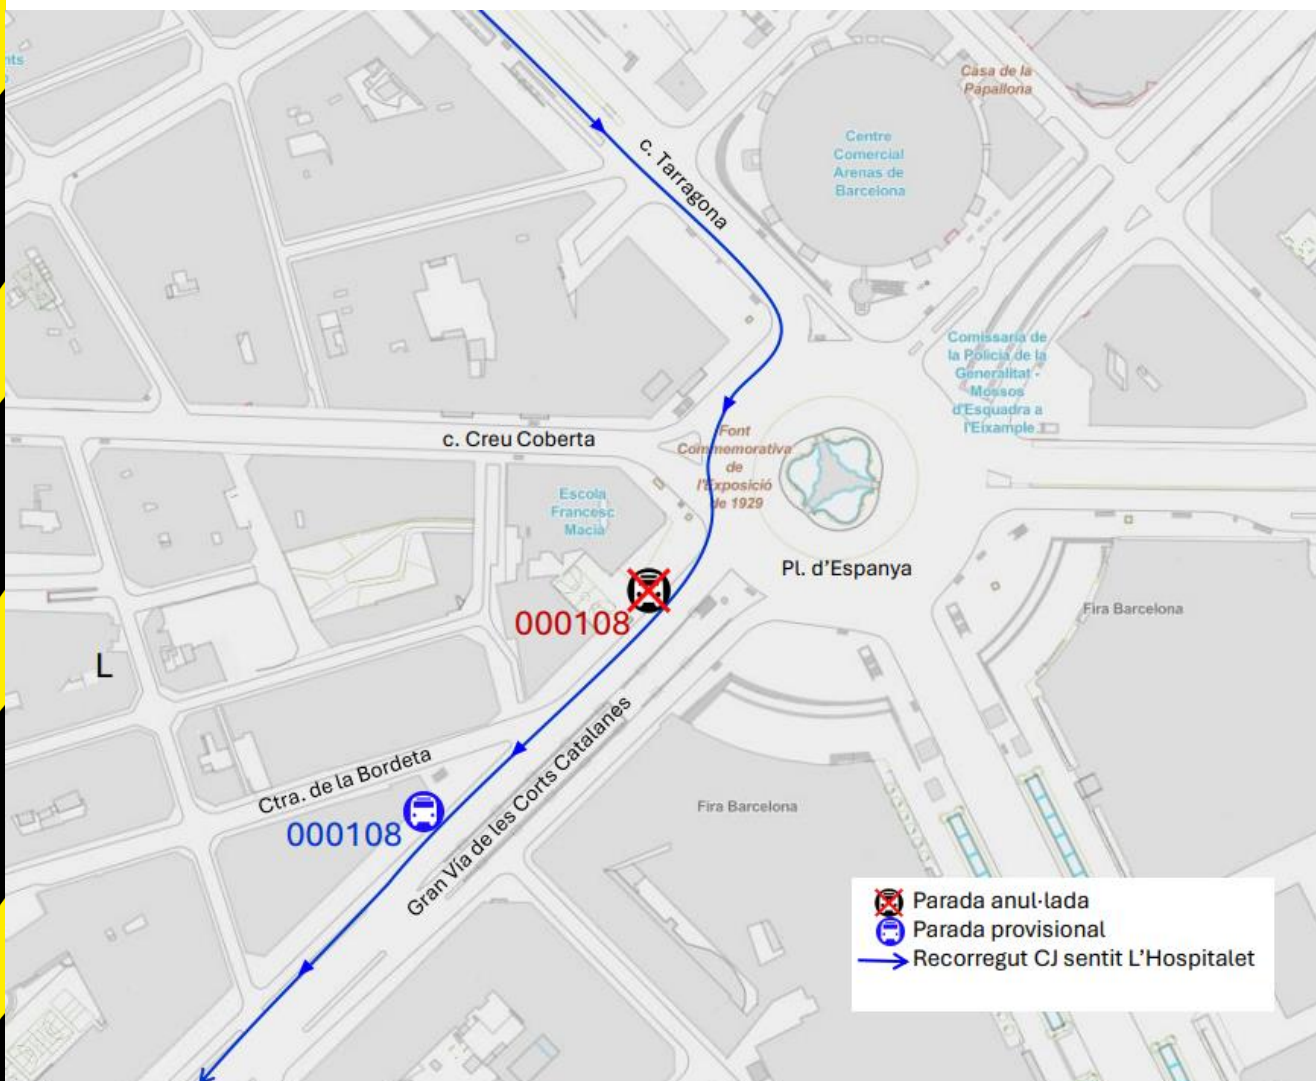 Casa de la
Papallona
c. Tarragona
Centre
Comercial
Arenas de
Barcelona
Comissaria de
la Policia de la
Generalitat -
Mossos
d'Esquadra a
l'Eixample
c. Creu Coberta
Font
Commemorativa
de
l'Exposició
de 1929
Escola
Francesc
Macià
Pl. d'Espanya
000108
Fira Barcelona
L
Ctra. de la Bordeta
Gran Vía de les Corts Catalanes
000108
Fira Barcelona
Parada anul·lada
Parada provisional
Recorregut CJ sentit L'Hospitalet